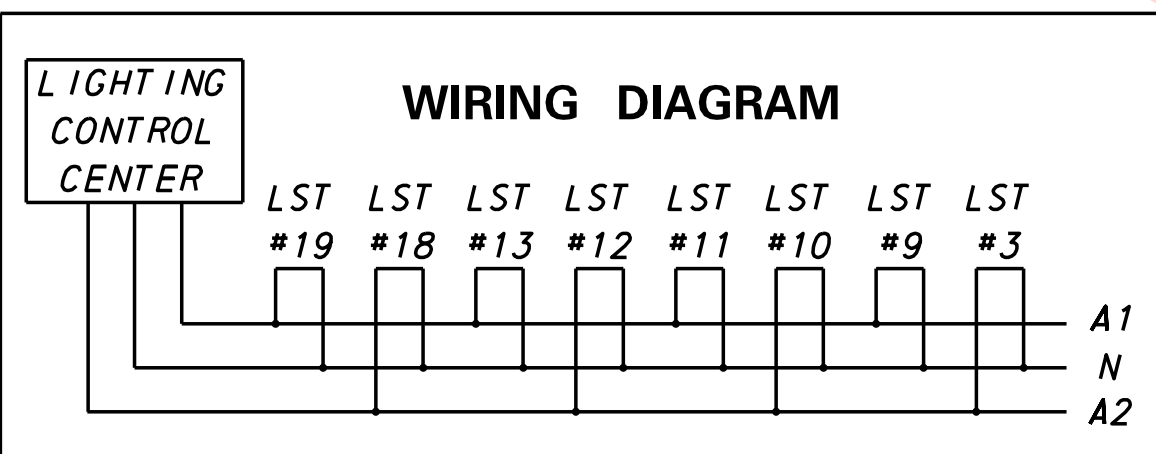 LIGHTING
CONTROL
CENTER
WIRING DIAGRAM
LST LST LST LST LST LST LST LST
#19 #18 #13 #12 #11 #10 #9 #3
A1
N
A2